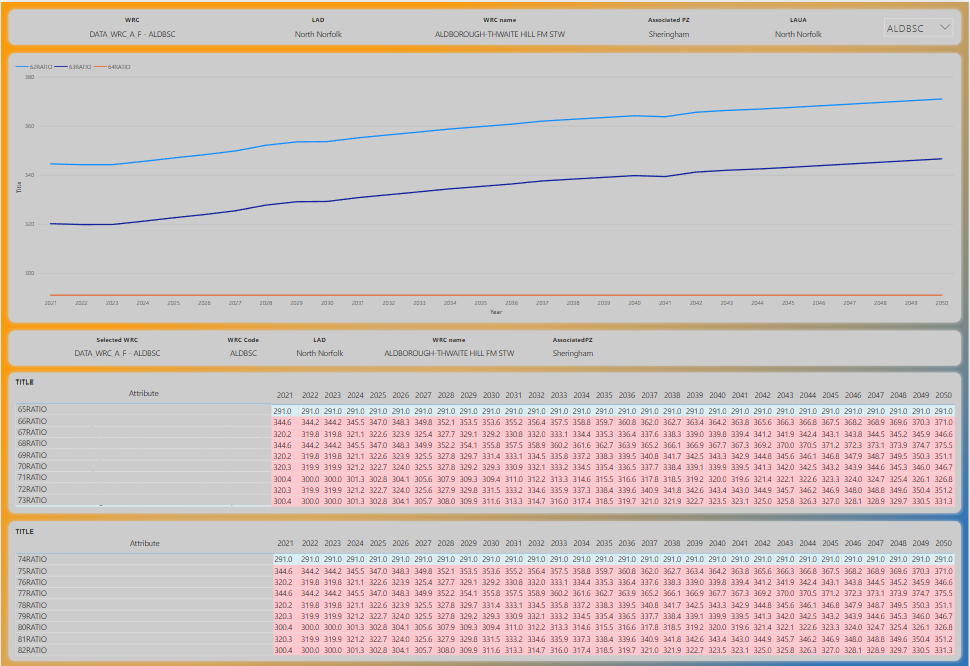 WRC LAD WRC name Associated PZ LAUA
DATA_WRC_A_F - ALDBSC North Norfolk ALDBOROUGH-THWAITE HILL FM STW Sheringham North Norfolk ALDBSC
62RATIO 63RATIO 64RATIO
380
360
340
320
300
Title
2021 2022 2023 2024 2025 2026 2027 2028 2029 2030 2031 2032 2033 2034 2035 2036 2037 2038 2039 2040 2041 2042 2043 2044 2045 2046 2047 2048 2049 2050
Year
Selected WRC WRC Code LAD WRC name AssociatedPZ
DATA_WRC_A_F - ALDBSC ALDBSC North Norfolk ALDBOROUGH-THWAITE HILL FM STW Sheringham
TITLE
Attribute 2021 2022 2023 2024 2025 2026 2027 2028 2029 2030 2031 2032 2033 2034 2035 2036 2037 2038 2039 2040 2041 2042 2043 2044 2045 2046 2047 2048 2049 2050
65RATIO 291.0 291.0 291.0 291.0 291.0 291.0 291.0 291.0 291.0 291.0 291.0 291.0 291.0 291.0 291.0 291.0 291.0 291.0 291.0 291.0 291.0 291.0 291.0 291.0 291.0 291.0 291.0 291.0 291.0 291.0
66RATIO 344.6 344.2 344.2 345.5 347.0 348.3 349.8 352.1 353.5 353.6 355.2 356.4 357.5 358.8 359.7 360.8 362.0 362.7 363.4 364.2 363.8 365.6 366.3 366.8 367.5 368.2 368.9 369.6 370.3 371.0
67RATIO 320.2 319.8 319.8 321.1 322.6 323.9 325.4 327.7 329.1 329.2 330.8 332.0 333.1 334.4 335.3 336.4 337.6 338.3 339.0 339.8 339.4 341.2 341.9 342.4 343.1 343.8 344.5 345.2 345.9 346.6
68RATIO 344.6 344.2 344.2 345.5 347.0 348.3 349.9 352.2 354.1 355.8 357.5 358.9 360.2 361.6 362.7 363.9 365.2 366.1 366.9 367.7 367.3 369.2 370.0 370.5 371.2 372.3 373.1 373.9 374.7 375.5
69RATIO 320.2 319.8 319.8 321.1 322.6 323.9 325.5 327.8 329.7 331.4 333.1 334.5 335.8 337.2 338.3 339.5 340.8 341.7 342.5 343.3 342.9 344.8 345.6 346.1 346.8 347.9 348.7 349.5 350.3 351.1
70RATIO 320.3 319.9 319.9 321.2 322.7 324.0 325.5 327.8 329.2 329.3 330.9 332.1 333.2 334.5 335.4 336.5 337.7 338.4 339.1 339.9 339.5 341.3 342.0 342.5 343.2 343.9 344.6 345.3 346.0 346.7
71RATIO 300.4 300.0 300.0 301.3 302.8 304.1 305.6 307.9 309.3 309.4 311.0 312.2 313.3 314.6 315.5 316.6 317.8 318.5 319.2 320.0 319.6 321.4 322.1 322.6 323.3 324.0 324.7 325.4 326.1 326.8
72RATIO 320.3 319.9 319.9 321.2 322.7 324.0 325.6 327.9 329.8 331.5 333.2 334.6 335.9 337.3 338.4 339.6 340.9 341.8 342.6 343.4 343.0 344.9 345.7 346.2 346.9 348.0 348.8 349.6 350.4 351.2
73RATIO 300.4 300.0 300.0 301.3 302.8 304.1 305.7 308.0 309.9 311.6 313.3 314.7 316.0 317.4 318.5 319.7 321.0 321.9 322.7 323.5 323.1 325.0 325.8 326.3 327.0 328.1 328.9 329.7 330.5 331.3
TITLE
Attribute 2021 2022 2023 2024 2025 2026 2027 2028 2029 2030 2031 2032 2033 2034 2035 2036 2037 2038 2039 2040 2041 2042 2043 2044 2045 2046 2047 2048 2049 2050
74RATIO 291.0 291.0 291.0 291.0 291.0 291.0 291.0 291.0 291.0 291.0 291.0 291.0 291.0 291.0 291.0 291.0 291.0 291.0 291.0 291.0 291.0 291.0 291.0 291.0 291.0 291.0 291.0 291.0 291.0 291.0
75RATIO 344.6 344.2 344.2 345.5 347.0 348.3 349.8 352.1 353.5 353.6 355.2 356.4 357.5 358.8 359.7 360.8 362.0 362.7 363.4 364.2 363.8 365.6 366.3 366.8 367.5 368.2 368.9 369.6 370.3 371.0
76RATIO 320.2 319.8 319.8 321.1 322.6 323.9 325.4 327.7 329.1 329.2 330.8 332.0 333.1 334.4 335.3 336.4 337.6 338.3 339.0 339.8 339.4 341.2 341.9 342.4 343.1 343.8 344.5 345.2 345.9 346.6
77RATIO 344.6 344.2 344.2 345.5 347.0 348.3 349.9 352.2 354.1 355.8 357.5 358.9 360.2 361.6 362.7 363.9 365.2 366.1 366.9 367.7 367.3 369.2 370.0 370.5 371.2 372.3 373.1 373.9 374.7 375.5
78RATIO 320.2 319.8 319.8 321.1 322.6 323.9 325.5 327.8 329.7 331.4 333.1 334.5 335.8 337.2 338.3 339.5 340.8 341.7 342.5 343.3 342.9 344.8 345.6 346.1 346.8 347.9 348.7 349.5 350.3 351.1
79RATIO 320.3 319.9 319.9 321.2 322.7 324.0 325.5 327.8 329.2 329.3 330.9 332.1 333.2 334.5 335.4 336.5 337.7 338.4 339.1 339.9 339.5 341.3 342.0 342.5 343.2 343.9 344.6 345.3 346.0 346.7
80RATIO 300.4 300.0 300.0 301.3 302.8 304.1 305.6 307.9 309.3 309.4 311.0 312.2 313.3 314.6 315.5 316.6 317.8 318.5 319.2 320.0 319.6 321.4 322.1 322.6 323.3 324.0 324.7 325.4 326.1 326.8
81RATIO 320.3 319.9 319.9 321.2 322.7 324.0 325.6 327.9 329.8 331.5 333.2 334.6 335.9 337.3 338.4 339.6 340.9 341.8 342.6 343.4 343.0 344.9 345.7 346.2 346.9 348.0 348.8 349.6 350.4 351.2
82RATIO 300.4 300.0 300.0 301.3 302.8 304.1 305.7 308.0 309.9 311.6 313.3 314.7 316.0 317.4 318.5 319.7 321.0 321.9 322.7 323.5 323.1 325.0 325.8 326.3 327.0 328.1 328.9 329.7 330.5 331.3